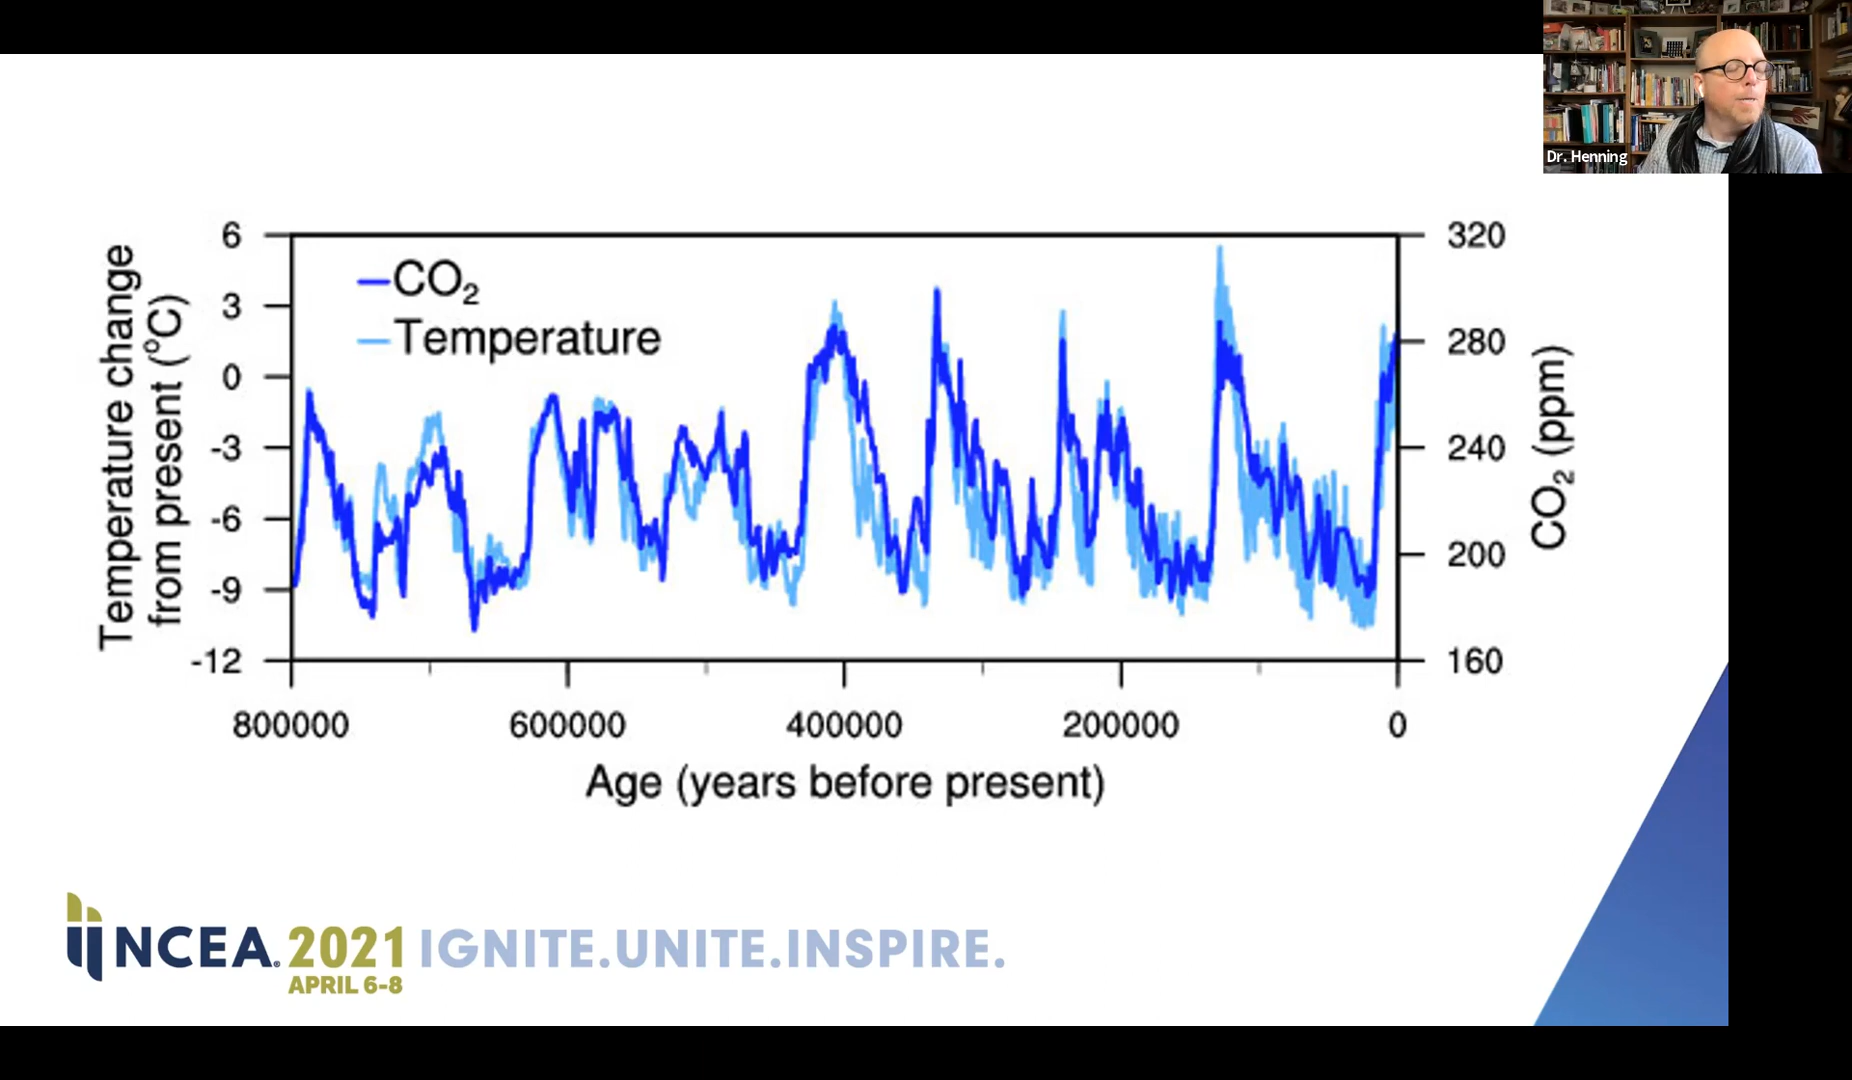 Dr. Henning
6
3
0
-3
-6
-9
-12
Temperature change
from present (°C)
CO₂
Temperature
320
280
240
200
160
CO₂ (ppm)
800000
600000
400000
200000
0
Age (years before present)
NCEA® 2021 IGNITE.UNITE.INSPIRE.
APRIL 6-8